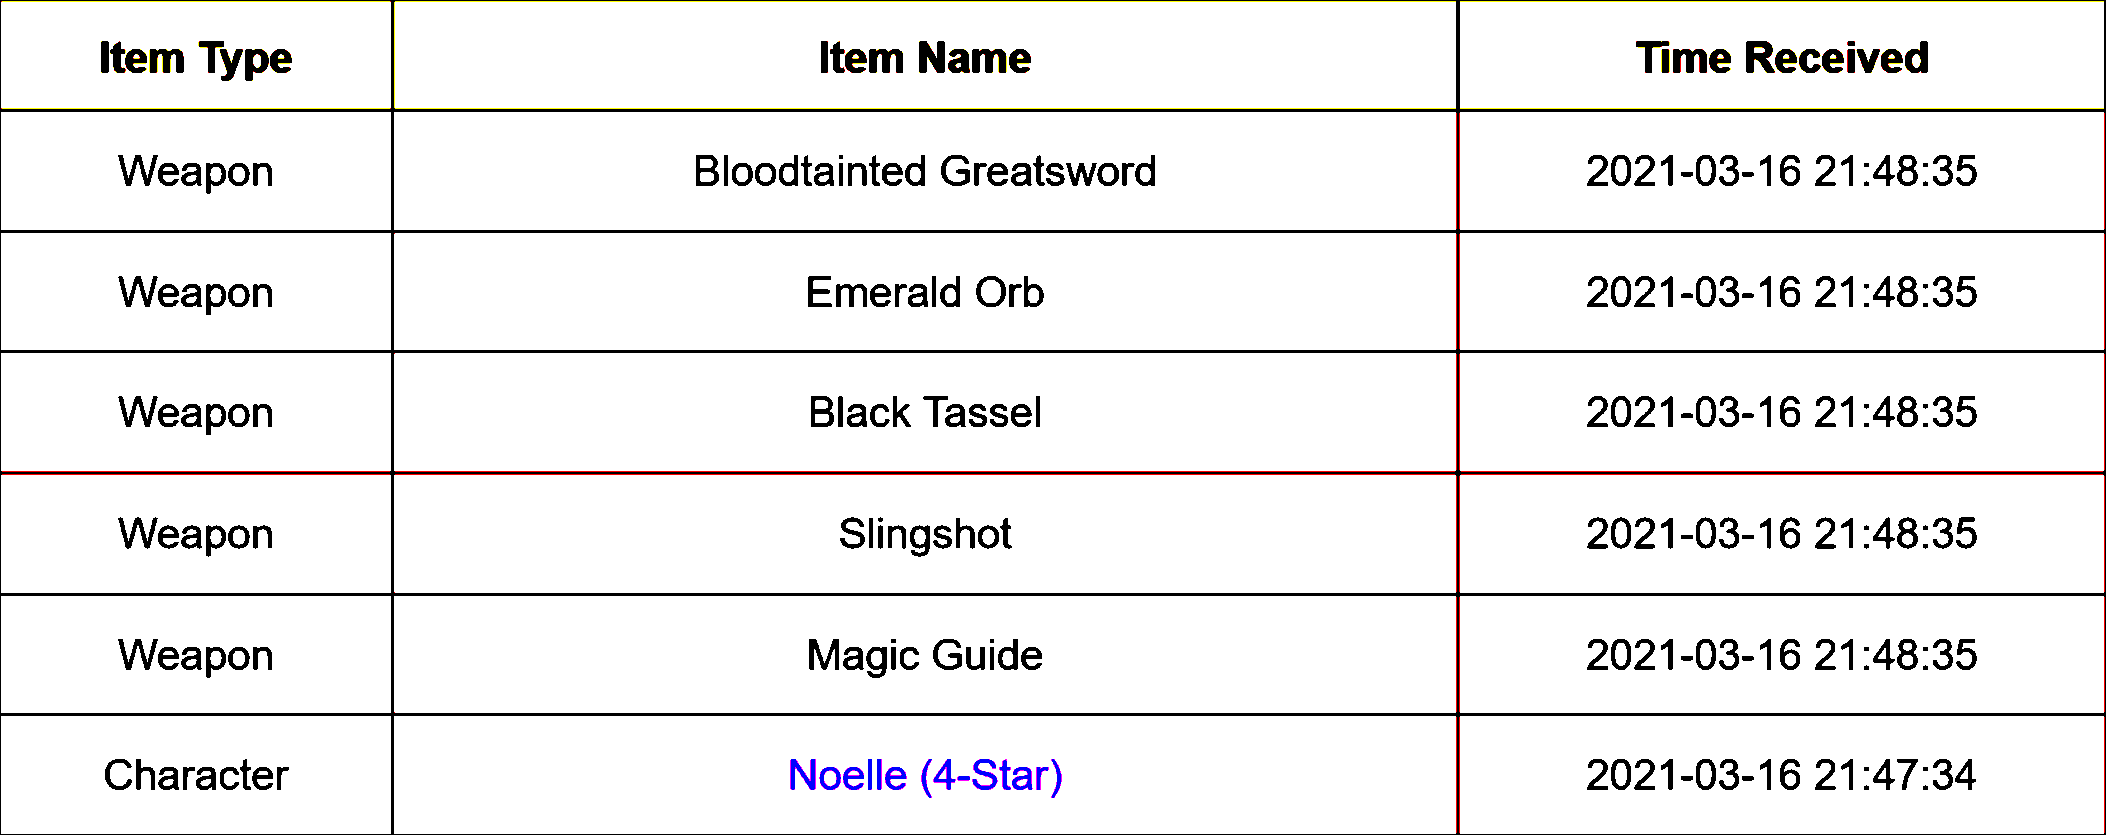 Item Type Item Name Time Received
Weapon Bloodtainted Greatsword 2021-03-16 21:48:35
Weapon Emerald Orb 2021-03-16 21:48:35
Weapon Black Tassel 2021-03-16 21:48:35
Weapon Slingshot 2021-03-16 21:48:35
Weapon Magic Guide 2021-03-16 21:48:35
Character Noelle (4-Star) 2021-03-16 21:47:34